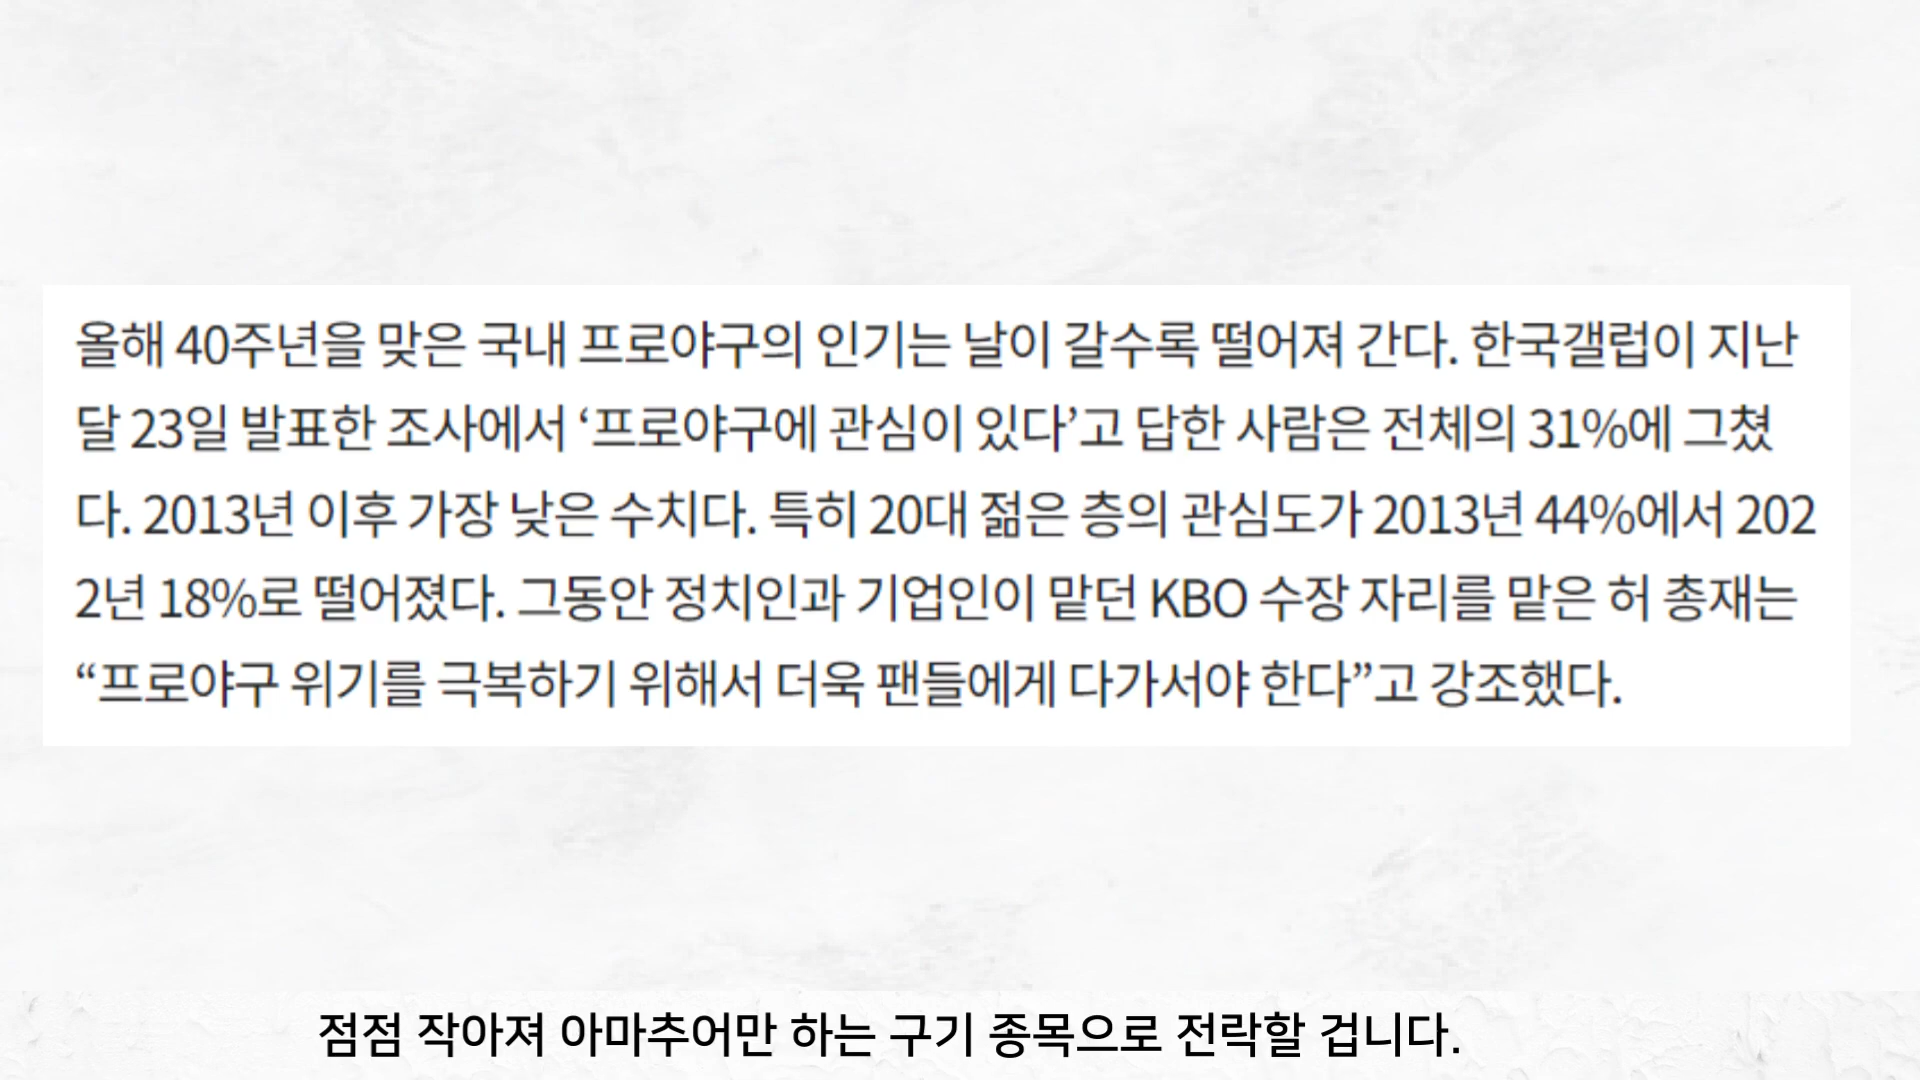 올해 40주년을 맞은 국내 프로야구의 인기는 날이 갈수록 떨어져 간다. 한국갤럽이 지난
달 23일 발표한 조사에서 ‘프로야구에 관심이 있다’고 답한 사람은 전체의 31%에 그쳤
다. 2013년 이후 가장 낮은 수치다. 특히 20대 젊은 층의 관심도가 2013년 44%에서 202
2년 18%로 떨어졌다. 그동안 정치인과 기업인이 맡던 KBO 수장 자리를 맡은 허 총재는
“프로야구 위기를 극복하기 위해서 더욱 팬들에게 다가서야 한다”고 강조했다.
점점 작아져 아마추어만 하는 구기 종목으로 전락할 겁니다.